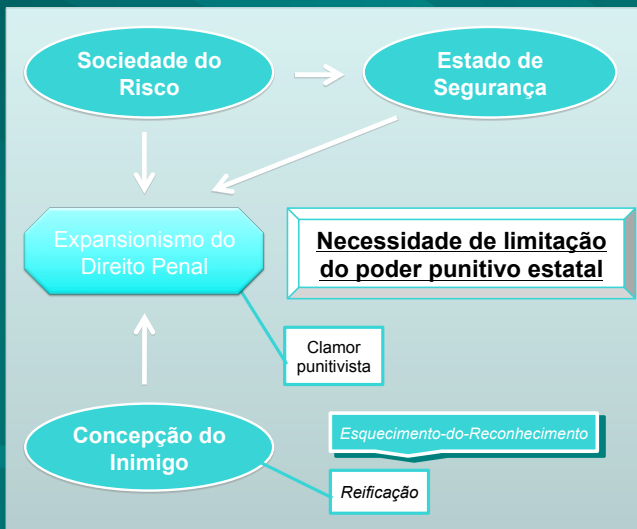 Sociedade do
Risco
Estado de
Segurança
Expansionismo do
Direito Penal
Necessidade de limitação
do poder punitivo estatal
Clamor
punitivista
Concepção do
Inimigo
Esquecimento-do-Reconhecimento
Reificação